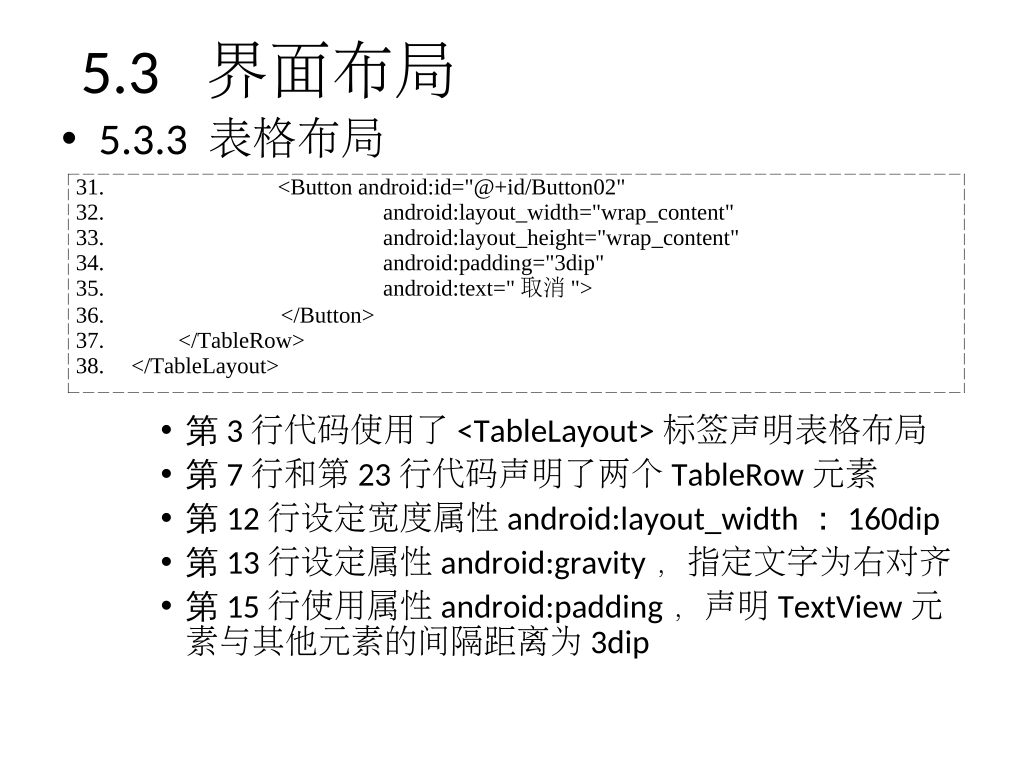 5.3 界面布局
• 5.3.3 表格布局
31. <Button android:id="@+id/Button02"
32. android:layout_width="wrap_content"
33. android:layout_height="wrap_content"
34. android:padding="3dip"
35. android:text=" 取消 ">
36. </Button>
37. </TableRow>
38. </TableLayout>
• 第 3 行代码使用了 <TableLayout> 标签声明表格布局
• 第 7 行和第 23 行代码声明了两个 TableRow 元素
• 第 12 行设定宽度属性 android:layout_width ：160dip
• 第 13 行设定属性 android:gravity ，指定文字为右对齐
• 第 15 行使用属性 android:padding ，声明 TextView 元
素与其他元素的间隔距离为 3dip